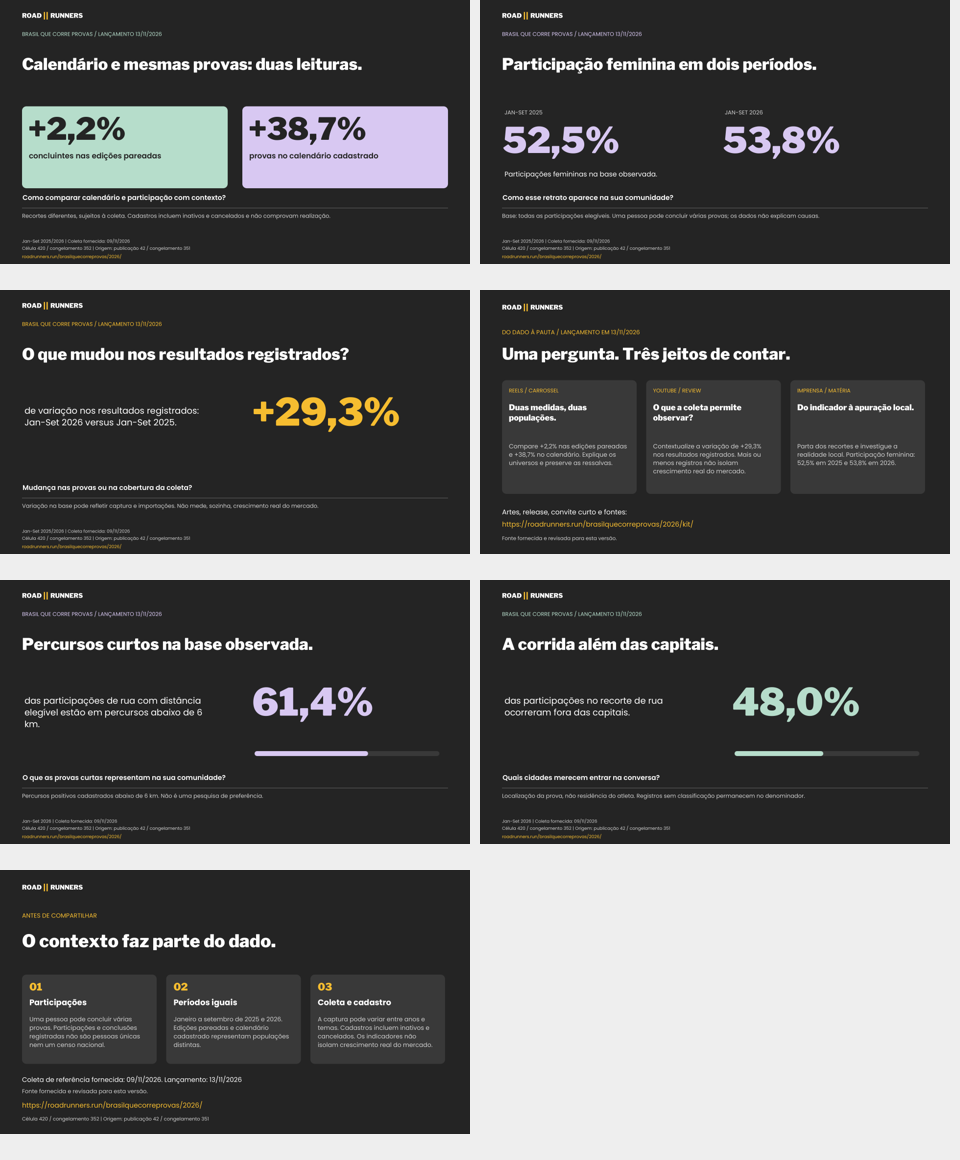 ROAD || RUNNERS
BRASIL QUE CORRE PROVAS / LANÇAMENTO 13/11/2026
Calendário e mesmas provas: duas leituras.
+2,2%
concluintes nas edições pareadas
+38,7%
provas no calendário cadastrado
Como comparar calendário e participação com contexto?
Recortes diferentes, sujeitos à coleta. Cadastros incluem inativos e cancelados e não comprovam realização.
Jan-Set 2025/2026 | Coleta fornecida: 09/11/2026
Célula 420 / congelamento 352 | Origem: publicação 42 / congelamento 351
roadrunners.run/brasilquecorreprovas/2026/
ROAD || RUNNERS
BRASIL QUE CORRE PROVAS / LANÇAMENTO 13/11/2026
Participação feminina em dois períodos.
JAN-SET 2025
52,5%
JAN-SET 2026
53,8%
Participações femininas na base observada.
Como esse retrato aparece na sua comunidade?
Base: todas as participações elegíveis. Uma pessoa pode concluir várias provas; os dados não explicam causas.
Jan-Set 2025/2026 | Coleta fornecida: 09/11/2026
Célula 420 / congelamento 352 | Origem: publicação 42 / congelamento 351
roadrunners.run/brasilquecorreprovas/2026/
ROAD || RUNNERS
BRASIL QUE CORRE PROVAS / LANÇAMENTO 13/11/2026
O que mudou nos resultados registrados?
de variação nos resultados registrados:
Jan-Set 2026 versus Jan-Set 2025.
+29,3%
Mudança nas provas ou na cobertura da coleta?
Variação na base pode refletir captura e importações. Não mede, sozinha, crescimento real do mercado.
Jan-Set 2025/2026 | Coleta fornecida: 09/11/2026
Célula 420 / congelamento 352 | Origem: publicação 42 / congelamento 351
roadrunners.run/brasilquecorreprovas/2026/
ROAD || RUNNERS
DO DADO À PAUTA / LANÇAMENTO EM 13/11/2026
Uma pergunta. Três jeitos de contar.
REELS / CARROSSEL
Duas medidas, duas
populações.
Compare +2,2% nas edições pareadas
e +38,7% no calendário. Explique os
universos e preserve as ressalvas.
YOUTUBE / REVIEW
O que a coleta permite
observar?
Contextualize a variação de +29,3%
nos resultados registrados. Mais ou
menos registros não isolam
crescimento real do mercado.
IMPRENSA / MATÉRIA
Do indicador à apuração local.
Parta dos recortes e investigue a
realidade local. Participação feminina:
52,5% em 2025 e 53,8% em 2026.
Artes, release, convite curto e fontes:
https://roadrunners.run/brasilquecorreprovas/2026/kit/
Fonte fornecida e revisada para esta versão.
ROAD || RUNNERS
BRASIL QUE CORRE PROVAS / LANÇAMENTO 13/11/2026
Percursos curtos na base observada.
das participações de rua com distância
elegível estão em percursos abaixo de 6
km.
61,4%
O que as provas curtas representam na sua comunidade?
Percursos positivos cadastrados abaixo de 6 km. Não é uma pesquisa de preferência.
Jan-Set 2026 | Coleta fornecida: 09/11/2026
Célula 420 / congelamento 352 | Origem: publicação 42 / congelamento 351
roadrunners.run/brasilquecorreprovas/2026/
ROAD || RUNNERS
BRASIL QUE CORRE PROVAS / LANÇAMENTO 13/11/2026
A corrida além das capitais.
das participações no recorte de rua
ocorreram fora das capitais.
48,0%
Quais cidades merecem entrar na conversa?
Localização da prova, não residência do atleta. Registros sem classificação permanecem no denominador.
Jan-Set 2026 | Coleta fornecida: 09/11/2026
Célula 420 / congelamento 352 | Origem: publicação 42 / congelamento 351
roadrunners.run/brasilquecorreprovas/2026/
ROAD || RUNNERS
ANTES DE COMPARTILHAR
O contexto faz parte do dado.
01
Participações
Uma pessoa pode concluir várias
provas. Participações e conclusões
registradas não são pessoas únicas
nem um censo nacional.
02
Períodos iguais
Janeiro a setembro de 2025 e 2026.
Edições pareadas e calendário
cadastrado representam populações
distintas.
03
Coleta e cadastro
A captura pode variar entre anos e
temas. Cadastros incluem inativos e
cancelados. Os indicadores não
isolam crescimento real do mercado.
Coleta de referência fornecida: 09/11/2026. Lançamento: 13/11/2026
Fonte fornecida e revisada para esta versão.
https://roadrunners.run/brasilquecorreprovas/2026/
Célula 420 / congelamento 352 | Origem: publicação 42 / congelamento 351